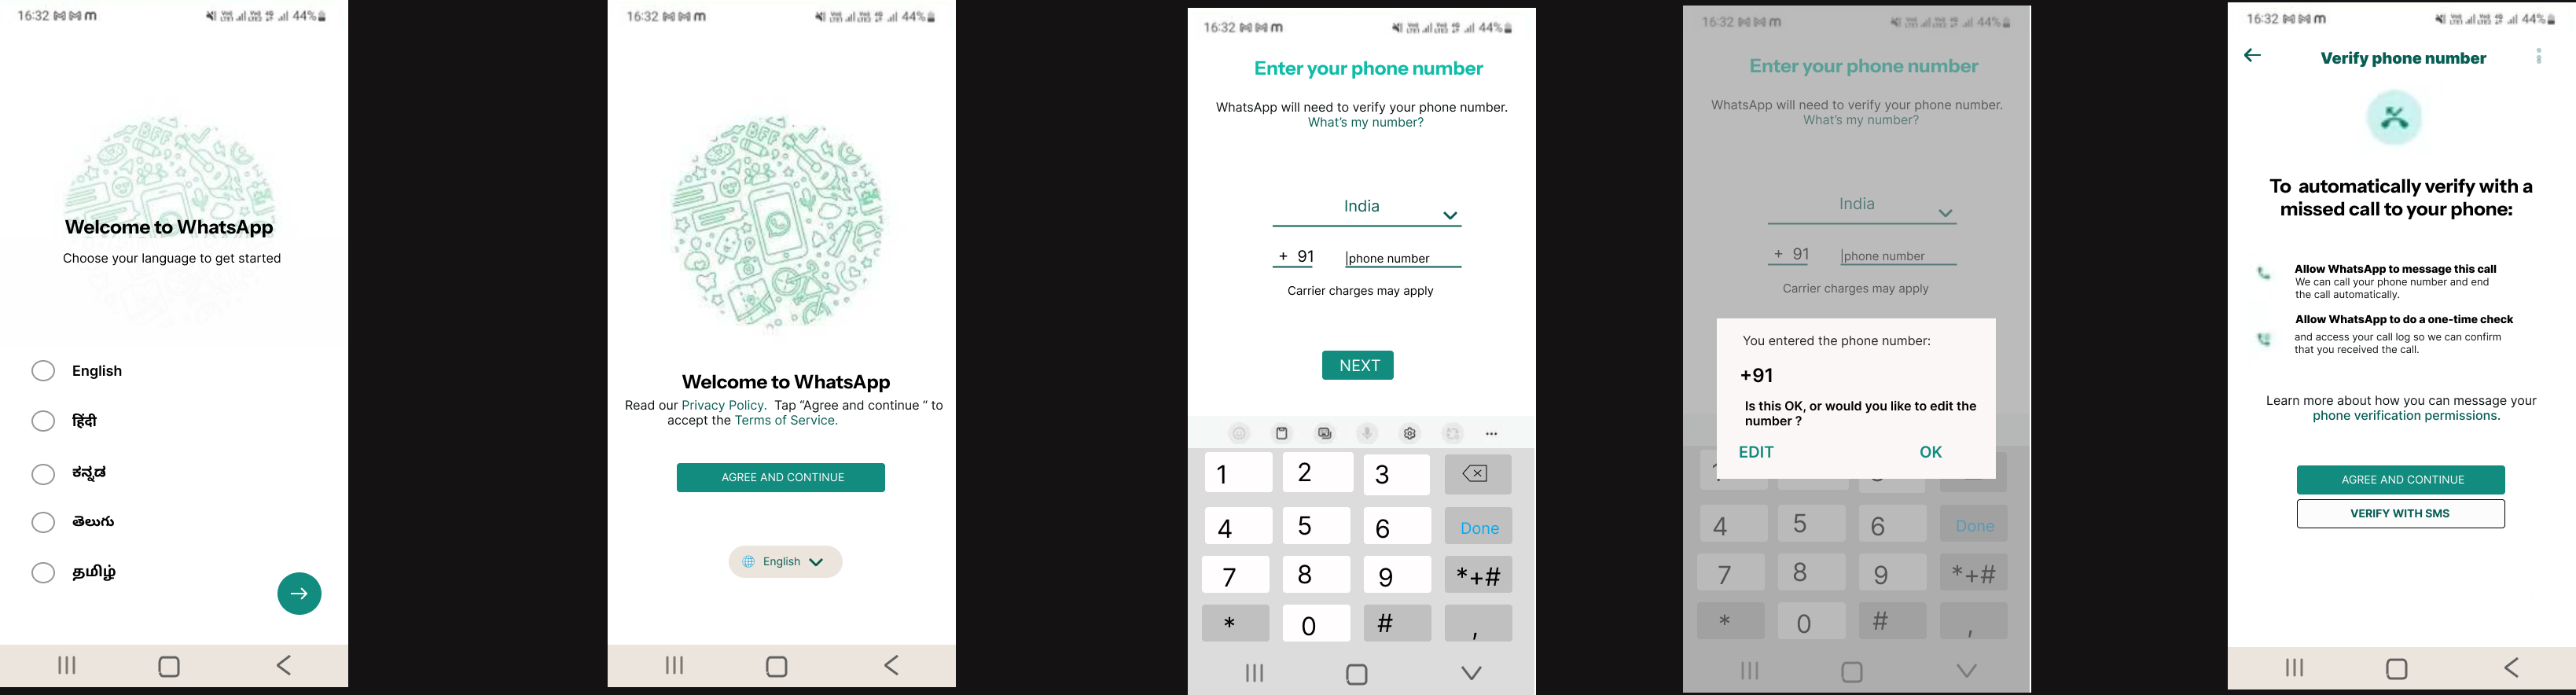 16:32
44%
Welcome to WhatsApp
Choose your language to get started
English
हिंदी
ಕನ್ನಡ
తెలుగు
தமிழ்
16:32
44%
BFF
Welcome to WhatsApp
Read our Privacy Policy. Tap “Agree and continue “ to
accept the Terms of Service.
AGREE AND CONTINUE
English
16:32
44%
Enter your phone number
WhatsApp will need to verify your phone number.
What's my number?
India
+ 91 phone number
Carrier charges may apply
NEXT
1 2 3
4 5 6 Done
7 8 9 *+#
* 0 # ,
16:32
44%
Enter your phone number
WhatsApp will need to verify your phone number.
What's my number?
India
+ 91 phone number
Carrier charges may apply
You entered the phone number:
+91
Is this OK, or would you like to edit the
number ?
EDIT OK
4 5 6 Done
7 8 9 *+#
* 0 # ,
16:32
44%
Verify phone number
To automatically verify with a
missed call to your phone:
Allow WhatsApp to message this call
We can call your phone number and end
the call automatically.
Allow WhatsApp to do a one-time check
and access your call log so we can confirm
that you received the call.
Learn more about how you can message your
phone verification permissions.
AGREE AND CONTINUE
VERIFY WITH SMS